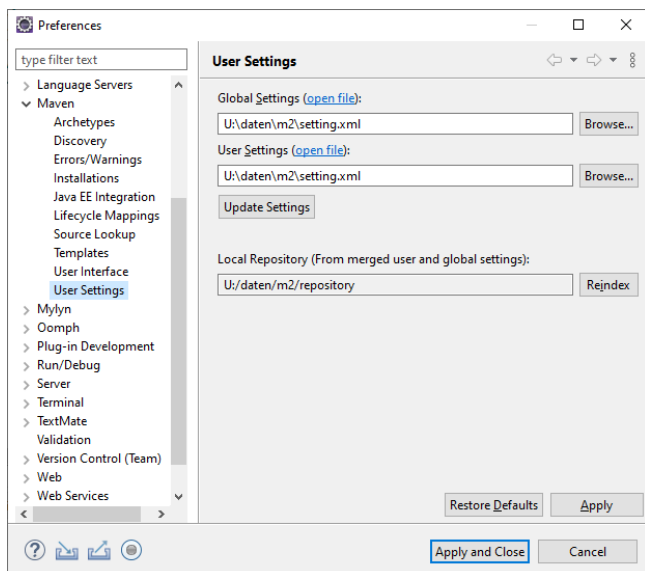 Preferences
type filter text
Language Servers
Maven
Archetypes
Discovery
Errors/Warnings
Installations
Java EE Integration
Lifecycle Mappings
Source Lookup
Templates
User Interface
User Settings
Mylyn
Oomph
Plug-in Development
Run/Debug
Server
Terminal
TextMate
Validation
Version Control (Team)
Web
Web Services
User Settings
Global Settings (open file):
U:\daten\m2\setting.xml Browse...
User Settings (open file):
U:\daten\m2\setting.xml Browse...
Update Settings
Local Repository (From merged user and global settings):
U:/daten/m2/repository Reindex
Restore Defaults Apply
Apply and Close Cancel